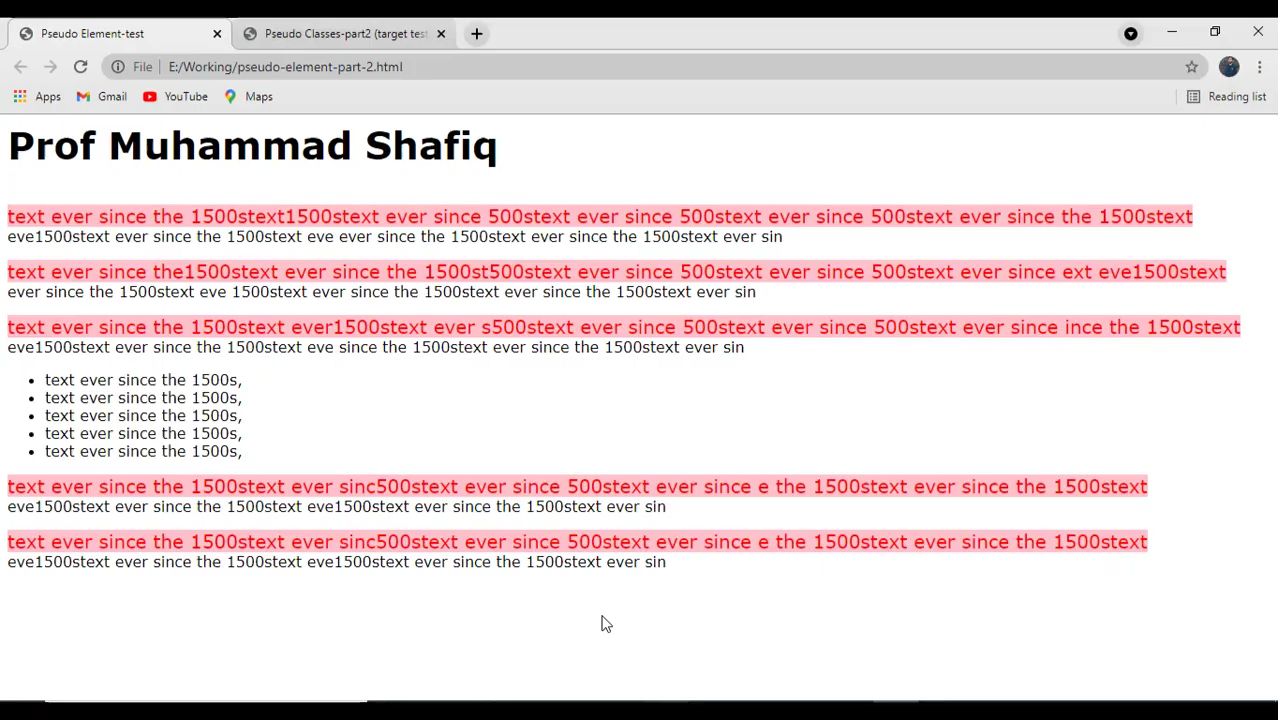 Pseudo Element-test
Pseudo Classes-part2 (target test
File
E:/Working/pseudo-element-part-2.html
Apps
Gmail
YouTube
Maps
Reading list
Prof Muhammad Shafiq
text ever since the 1500stext1500stext ever since 500stext ever since 500stext ever since 500stext ever since the 1500stext
eve1500stext ever since the 1500stext eve ever since the 1500stext ever since the 1500stext ever sin
text ever since the1500stext ever since the 1500st500stext ever since 500stext ever since 500stext ever since ext eve1500stext
ever since the 1500stext eve 1500stext ever since the 1500stext ever since the 1500stext ever sin
text ever since the 1500stext ever1500stext ever s500stext ever since 500stext ever since 500stext ever since ince the 1500stext
eve1500stext ever since the 1500stext eve since the 1500stext ever since the 1500stext ever sin
• text ever since the 1500s,
• text ever since the 1500s,
• text ever since the 1500s,
• text ever since the 1500s,
• text ever since the 1500s,
text ever since the 1500stext ever sinc500stext ever since 500stext ever since e the 1500stext ever since the 1500stext
eve1500stext ever since the 1500stext eve1500stext ever since the 1500stext ever sin
text ever since the 1500stext ever sinc500stext ever since 500stext ever since e the 1500stext ever since the 1500stext
eve1500stext ever since the 1500stext eve1500stext ever since the 1500stext ever sin